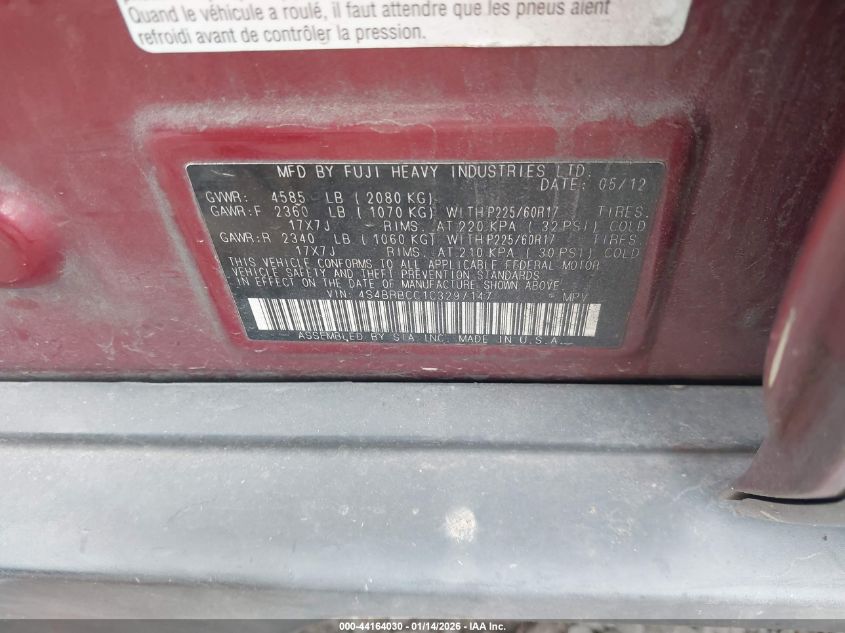 Quand le véhicule a roulé, il faut attendre que les pneus aient
refroidi avant de contrôler la pression.
MFD BY FUJI HEAVY INDUSTRIES LTD.
DATE: 05/12
GVWR: 4585 LB ( 2080 KG)
GAWR:F 2360 LB ( 1070 KG) WITH P225/60R17 TIRES,
17X7J - RIMS, AT 220 KPA ( 32 PSI) COLD
GAWR:R 2340 LB ( 1060 KG) WITH P225/60R17 TIRES,
17X7J - RIMS, AT 210 KPA ( 30 PSI) COLD
THIS VEHICLE CONFORMS TO ALL APPLICABLE FEDERAL MOTOR
VEHICLE SAFETY AND THEFT PREVENTION STANDARDS
IN EFFECT ON THE DATE OF MANUFACTURE SHOWN ABOVE.
VIN: 4S4BRBCC1C3297147 * MPV
ASSEMBLED BY SIA, INC. MADE IN U.S.A.
000-44164030 - 01/14/2026 - IAA Inc.